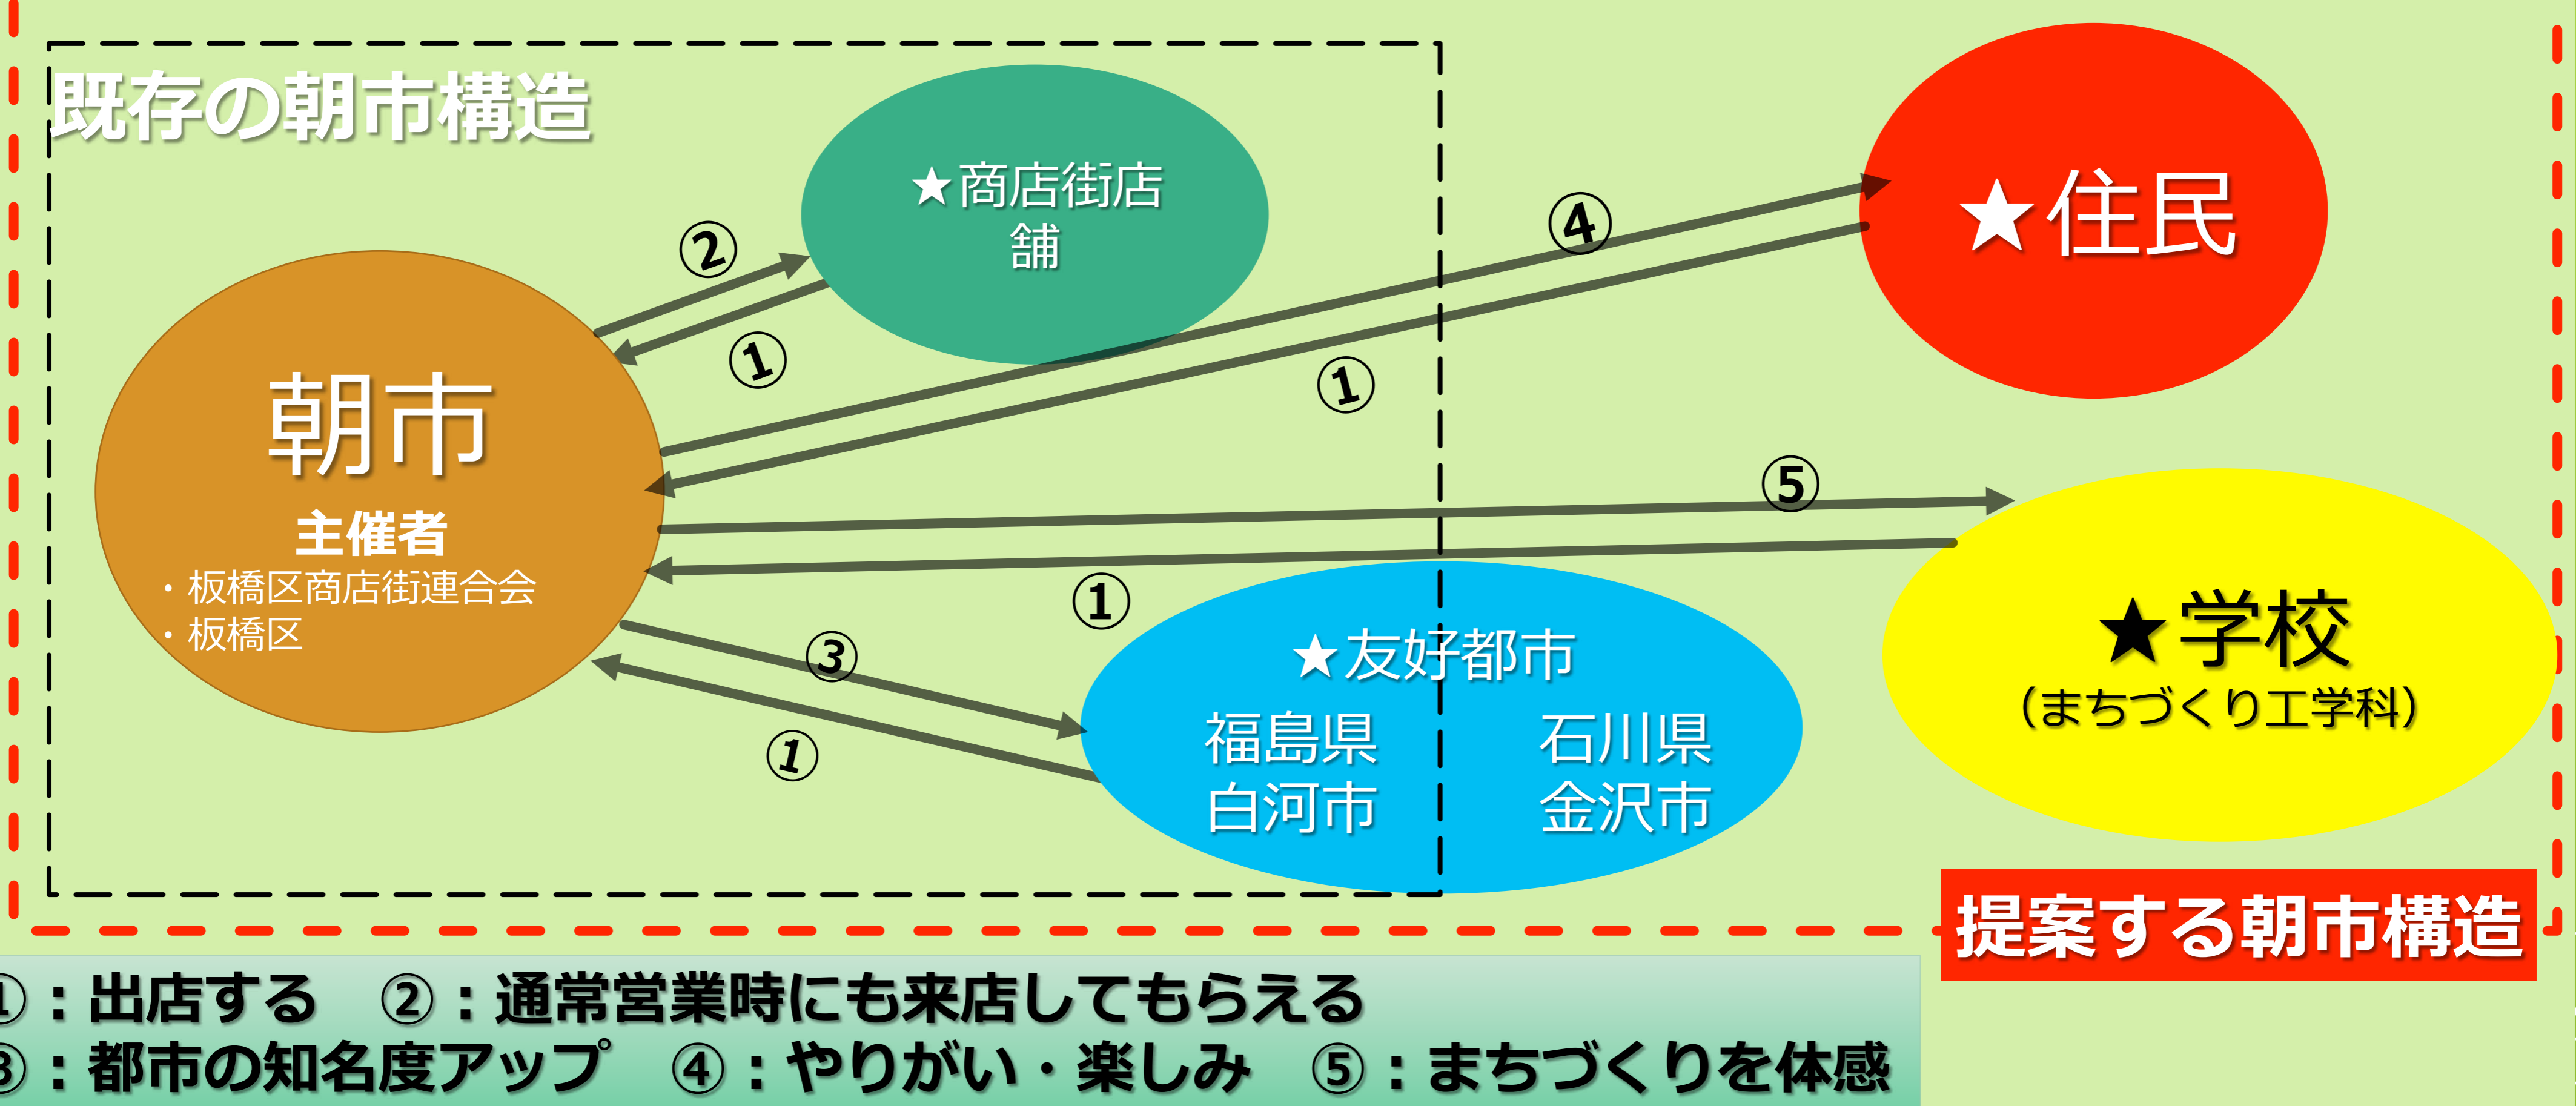 既存の朝市構造
★商店街店
舗
★住民
②
①
④
①
朝市
主催者
・板橋区商店街連合会
・板橋区
⑤
①
③
①
★友好都市
福島県
白河市
石川県
金沢市
★学校
（まちづくり工学科）
提案する朝市構造
①：出店する　②：通常営業時にも来店してもらえる
③：都市の知名度アップ　④：やりがい・楽しみ　⑤：まちづくりを体感